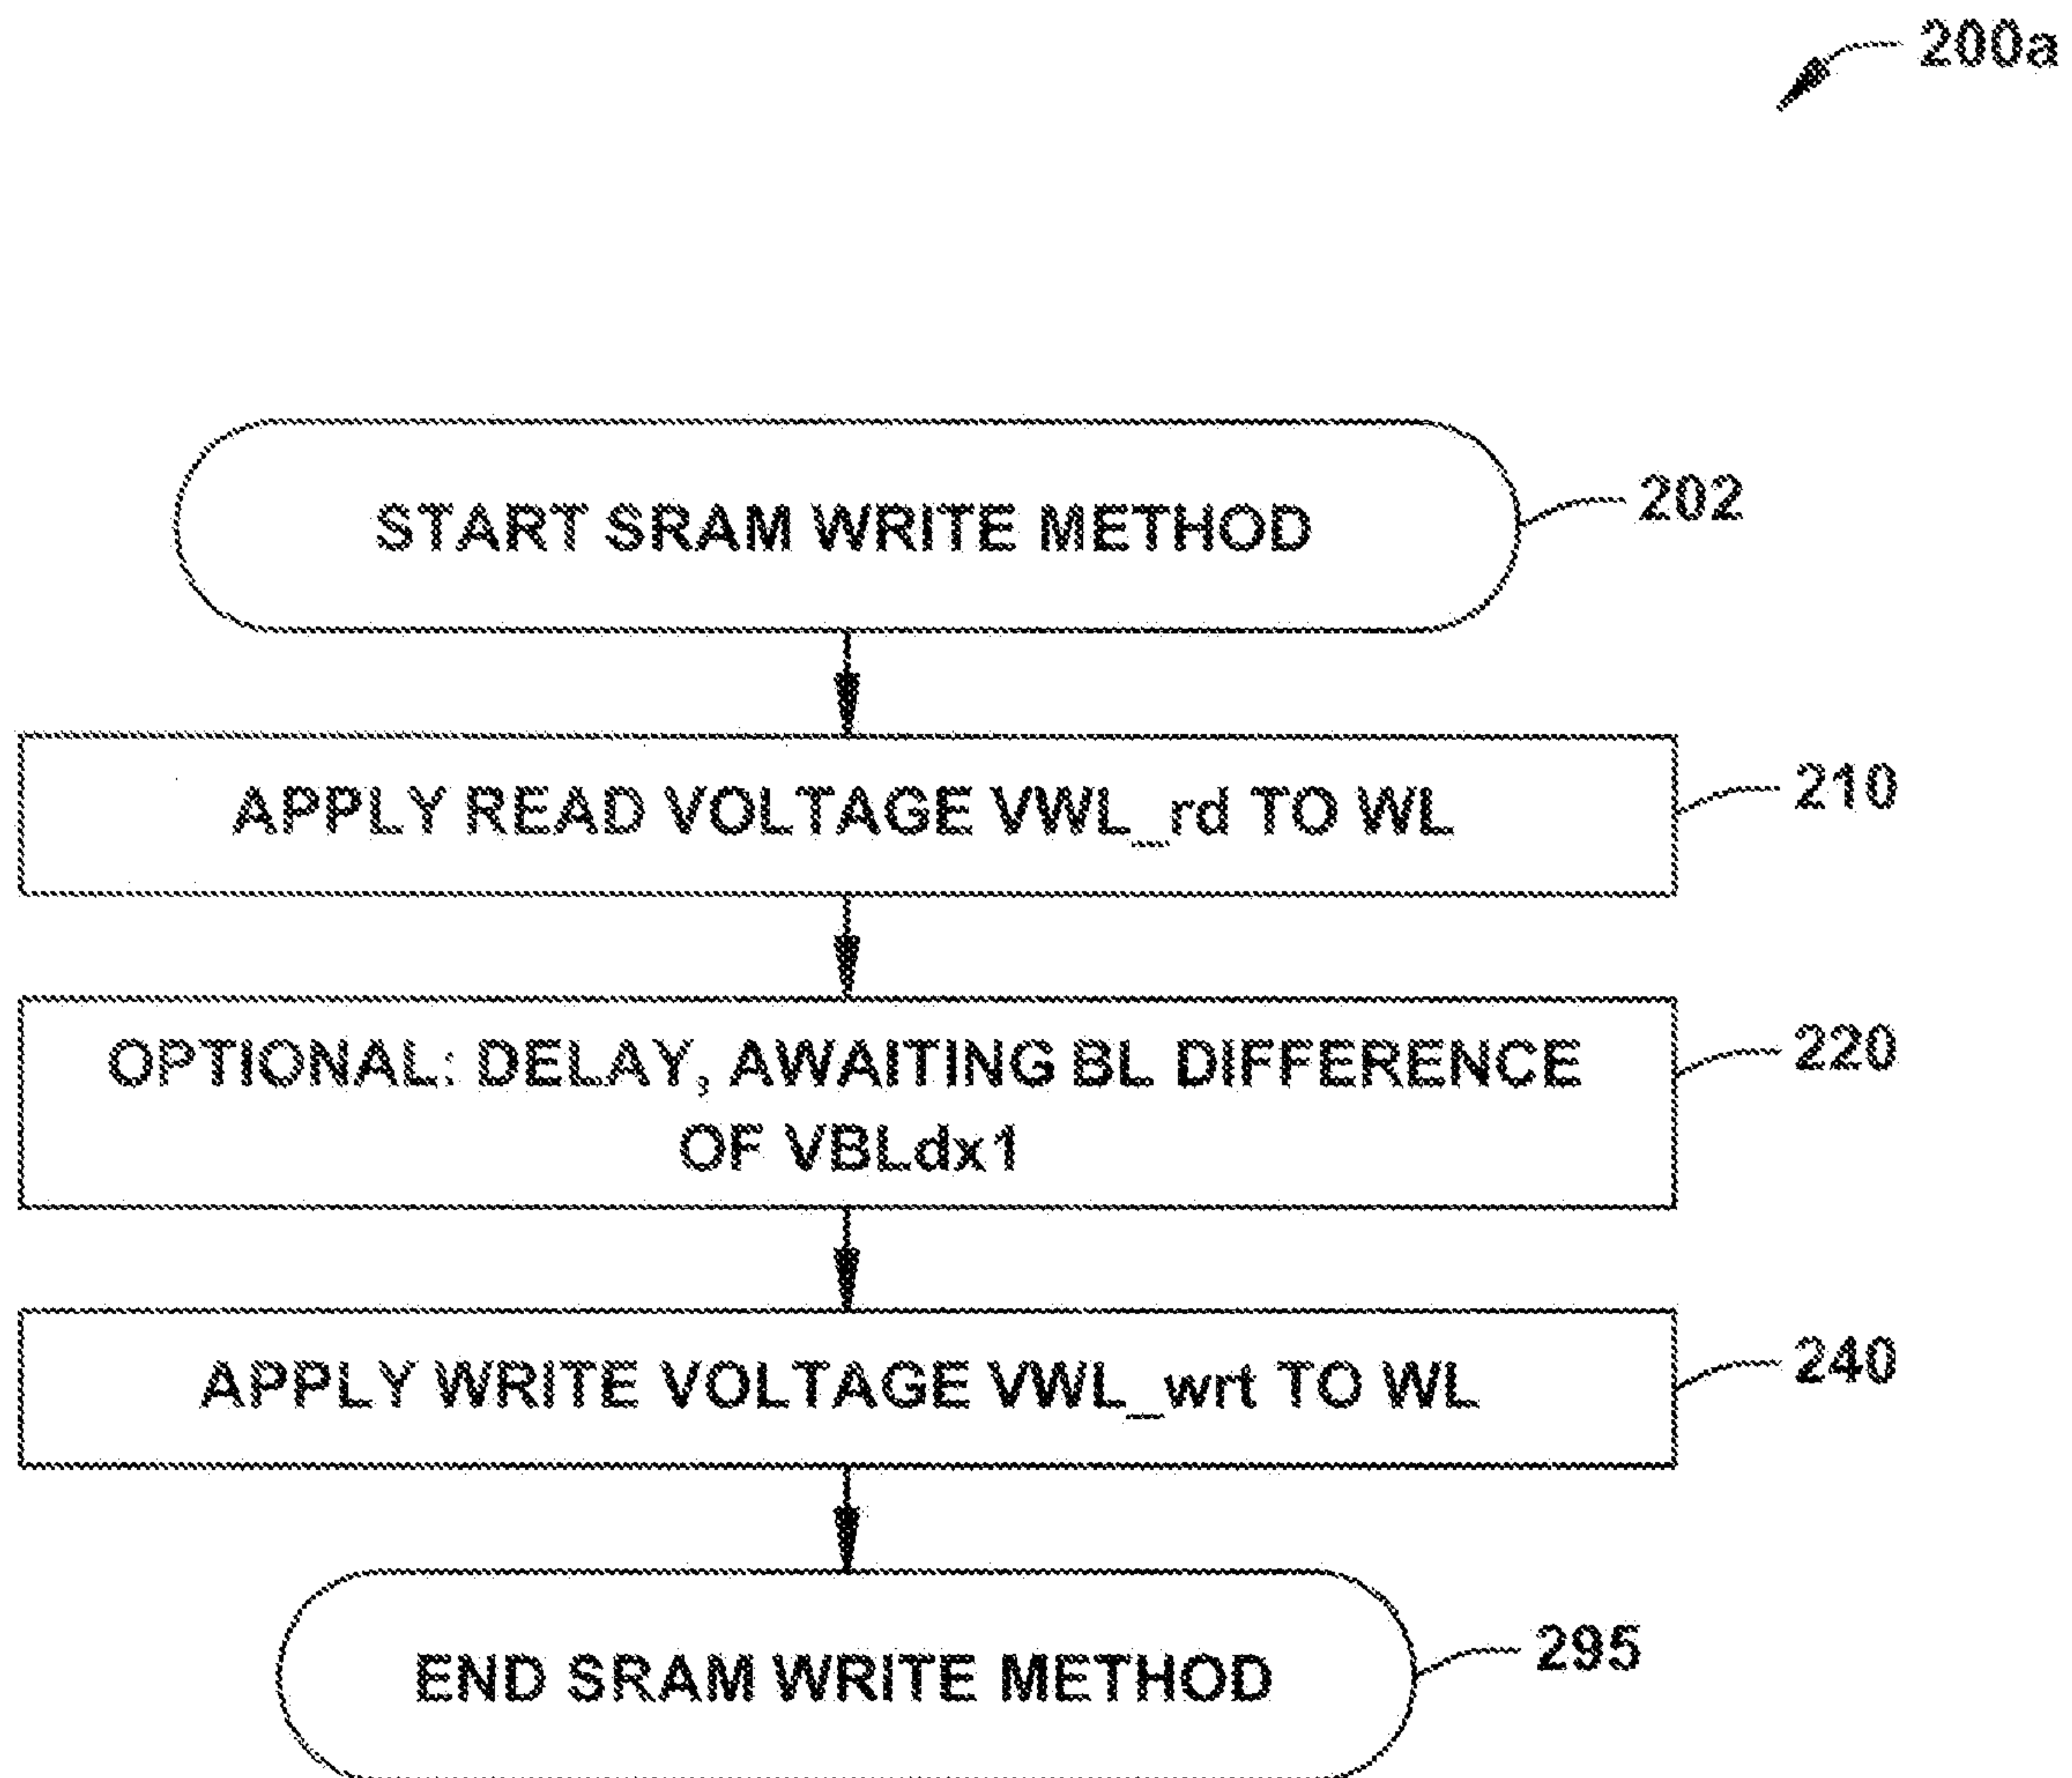 200a
START SRAM WRITE METHOD
202
APPLY READ VOLTAGE VWL_rd TO WL
210
OPTIONAL: DELAY, AWAITING BL DIFFERENCE
OF VBLdx1
220
APPLY WRITE VOLTAGE VWL_wrt TO WL
240
END SRAM WRITE METHOD
295